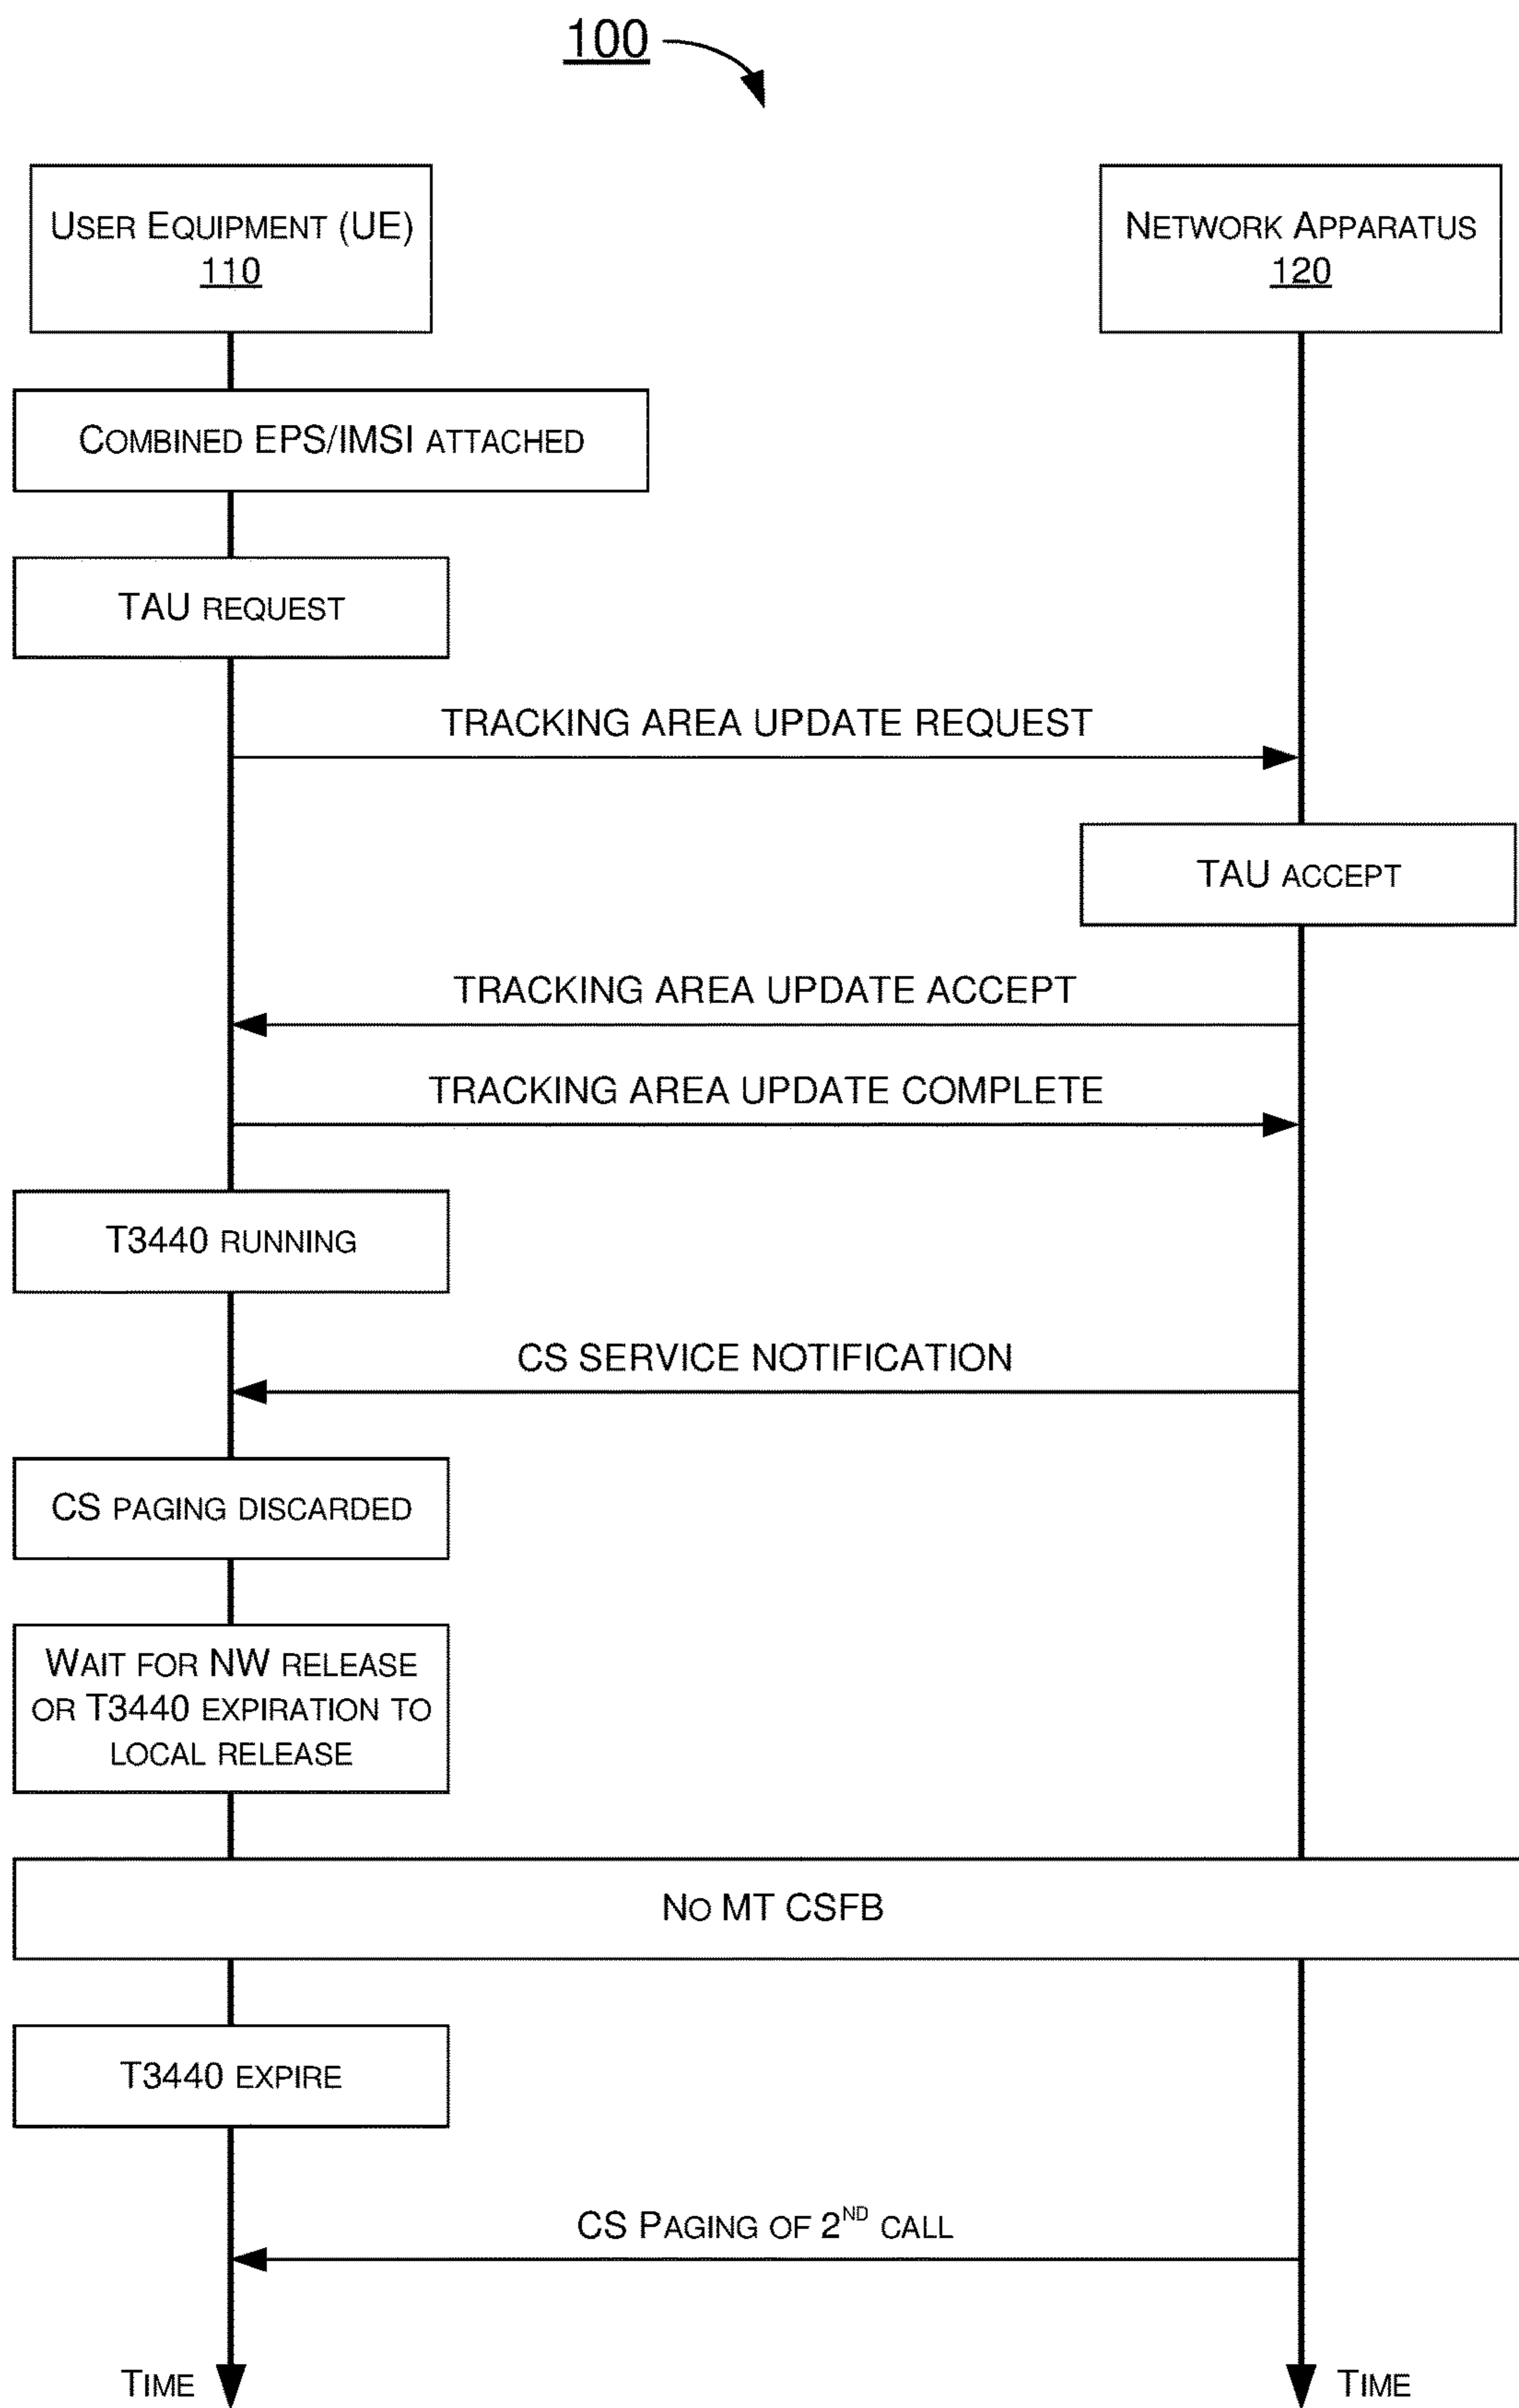 100
User Equipment (UE)
110
Network Apparatus
120
Combined EPS/IMSI attached
TAU request
TRACKING AREA UPDATE REQUEST
TAU accept
TRACKING AREA UPDATE ACCEPT
TRACKING AREA UPDATE COMPLETE
T3440 running
CS SERVICE NOTIFICATION
CS paging discarded
Wait for NW release
or T3440 expiration to
local release
No MT CSFB
T3440 expire
CS Paging of 2nd call
Time
Time